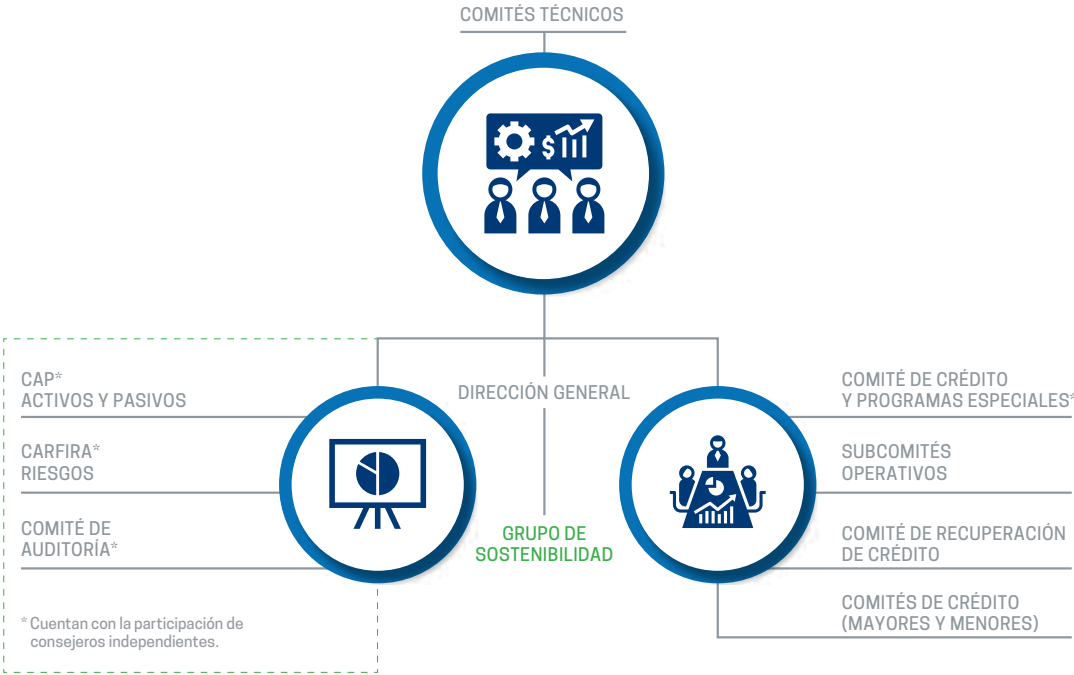 COMITÉS TÉCNICOS
$
CAP*
ACTIVOS Y PASIVOS
CARFIRA*
RIESGOS
COMITÉ DE
AUDITORÍA*
* Cuentan con la participación de
consejeros independientes.
DIRECCIÓN GENERAL
GRUPO DE
SOSTENIBILIDAD
COMITÉ DE CRÉDITO
Y PROGRAMAS ESPECIALES*
SUBCOMITÉS
OPERATIVOS
COMITÉ DE RECUPERACIÓN
DE CRÉDITO
COMITÉS DE CRÉDITO
(MAYORES Y MENORES)